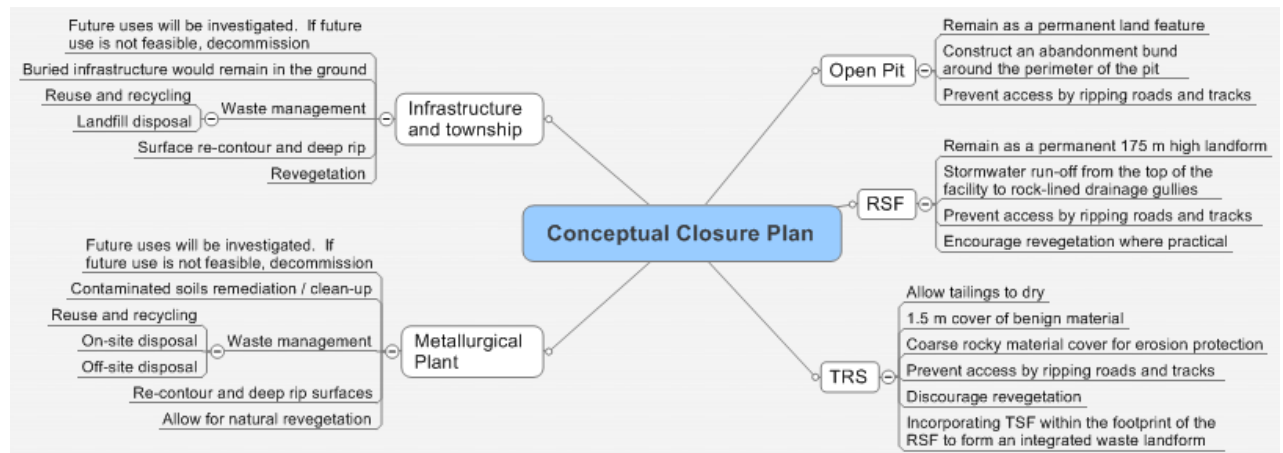 Conceptual Closure Plan
Open Pit
Remain as a permanent land feature
Construct an abandonment bund
around the perimeter of the pit
Prevent access by ripping roads and tracks
RSF
Remain as a permanent 175 m high landform
Stormwater run-off from the top of the
facility to rock-lined drainage gullies
Prevent access by ripping roads and tracks
Encourage revegetation where practical
TRS
Allow tailings to dry
1.5 m cover of benign material
Coarse rocky material cover for erosion protection
Prevent access by ripping roads and tracks
Discourage revegetation
Incorporating TSF within the footprint of the
RSF to form an integrated waste landform
Infrastructure
and township
Future uses will be investigated.  If future
use is not feasible, decommission
Buried infrastructure would remain in the ground
Waste management
Reuse and recycling
Landfill disposal
Surface re-contour and deep rip
Revegetation
Metallurgical
Plant
Future uses will be investigated.  If
future use is not feasible, decommission
Contaminated soils remediation / clean-up
Waste management
Reuse and recycling
On-site disposal
Off-site disposal
Re-contour and deep rip surfaces
Allow for natural revegetation